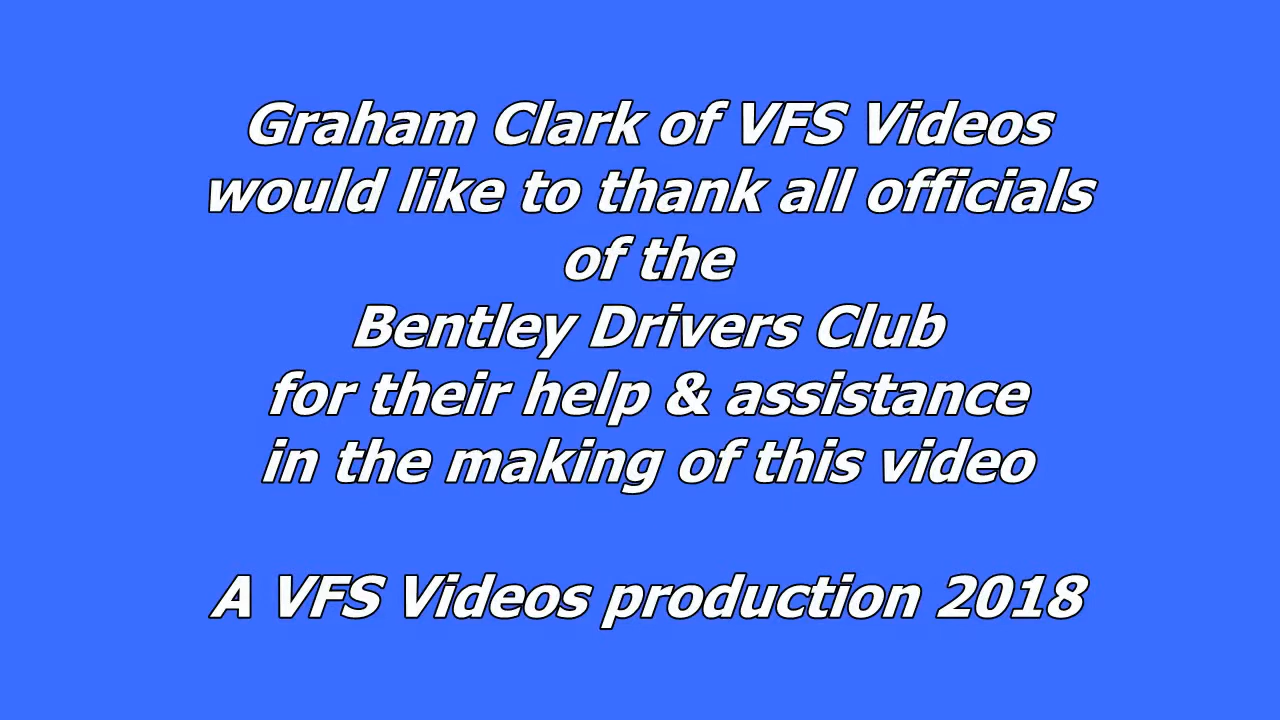 Graham Clark of VFS Videos
would like to thank all officials
of the
Bentley Drivers Club
for their help & assistance
in the making of this video
A VFS Videos production 2018